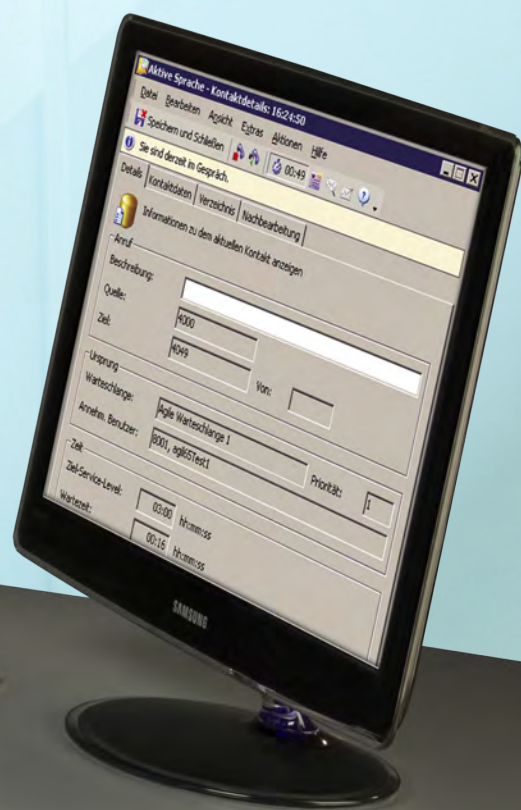 Aktive Sprache - Kontaktdetails: 16:24:50
Datei Bearbeiten Ansicht Extras Aktionen Hilfe
Speichern und Schließen 00:49
Sie sind derzeit im Gespräch.
Details Kontaktdaten Verzeichnis Nachbearbeitung
Informationen zu dem aktuellen Kontakt anzeigen
Anruf
Beschreibung:
Quelle: 4000
Ziel: 4049 Von:
Ursprung
Warteschlange: Agile Warteschlange 1 Priorität: 1
Annehm. Benutzer: 8001, agil65Test1
Zeit
Ziel-Service-Level: 03:00 hh:mm:ss
Wartezeit: 00:16 hh:mm:ss
SAMSUNG